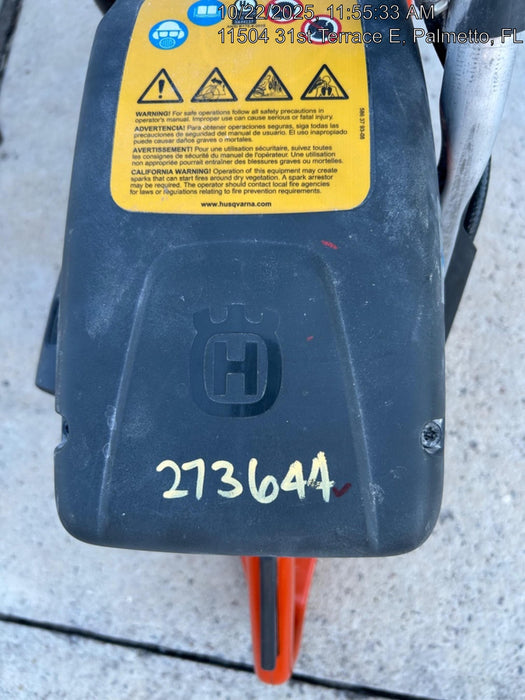 10/22/2025, 11:55:33 AM
11504 31st Terrace E, Palmetto, FL
WARNING! For safe operations follow all safety precautions in
operator's manual. Improper use can cause serious or fatal injury.
ADVERTENCIA! Para obtener operaciones seguras, siga todas las
precauciones de seguridad del manual del usuario. El uso inapropiado
puede causar daños graves o mortales.
AVERTISSEMENT! Pour une utilisation sécuritaire, suivez toutes
les consignes de sécurité du manual de l'opérateur. Une utilisation
non appropriée pourrait entraîner des blessures graves ou mortelles.
CALIFORNIA WARNING! Operation of this equipment may create
sparks that can start fires around dry vegetation. A spark arrestor
may be required. The operator should contact local fire agencies
for laws or regulations relating to fire prevention requirements.
www.husqvarna.com
586 37 93-08
H
273644